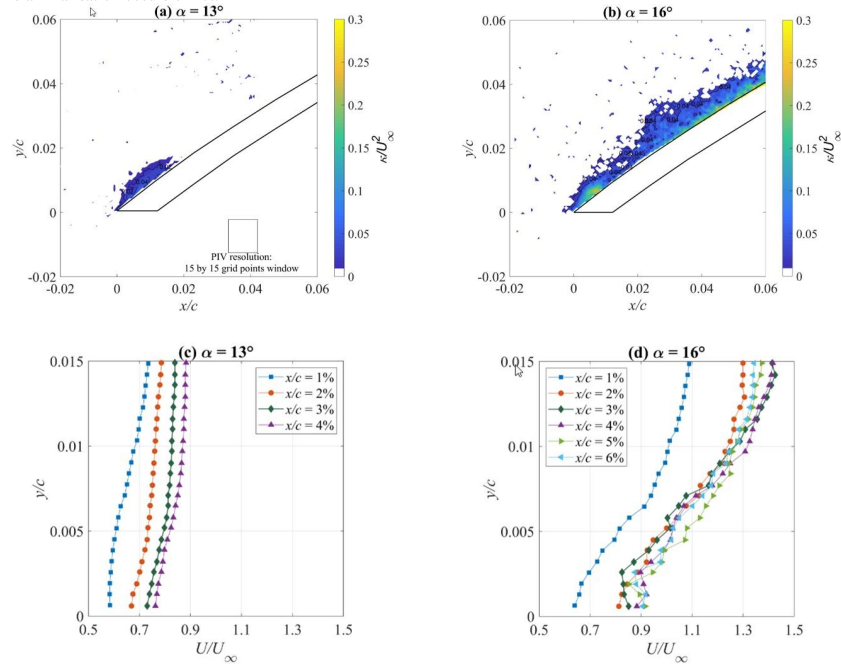 (a) α = 13°
0.06
0.04
0.02
0
-0.02
y/c
-0.02 0 0.02 0.04 0.06
x/c
PIV resolution:
15 by 15 grid points window
0.3
0.25
0.2
0.15
0.1
0.05
0
κ/U²∞
(b) α = 16°
0.06
0.04
0.02
0
-0.02
y/c
-0.02 0 0.02 0.04 0.06
x/c
0.3
0.25
0.2
0.15
0.1
0.05
0
κ/U²∞
(c) α = 13°
0.015
0.01
0.005
0
y/c
0.5 0.7 0.9 1.1 1.3 1.5
U/U∞
x/c = 1%
x/c = 2%
x/c = 3%
x/c = 4%
(d) α = 16°
0.015
0.01
0.005
0
y/c
0.5 0.7 0.9 1.1 1.3 1.5
U/U∞
x/c = 1%
x/c = 2%
x/c = 3%
x/c = 4%
x/c = 5%
x/c = 6%